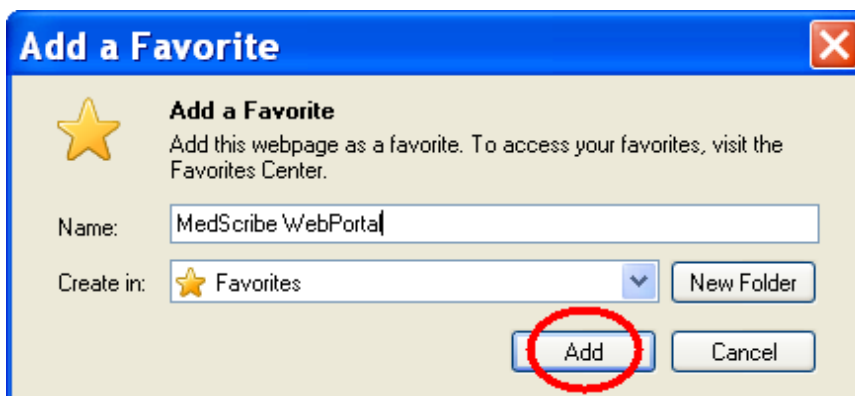 Add a Favorite
Add a Favorite
Add this webpage as a favorite. To access your favorites, visit the
Favorites Center.
Name: MedScribe WebPortal
Create in: Favorites New Folder
Add Cancel